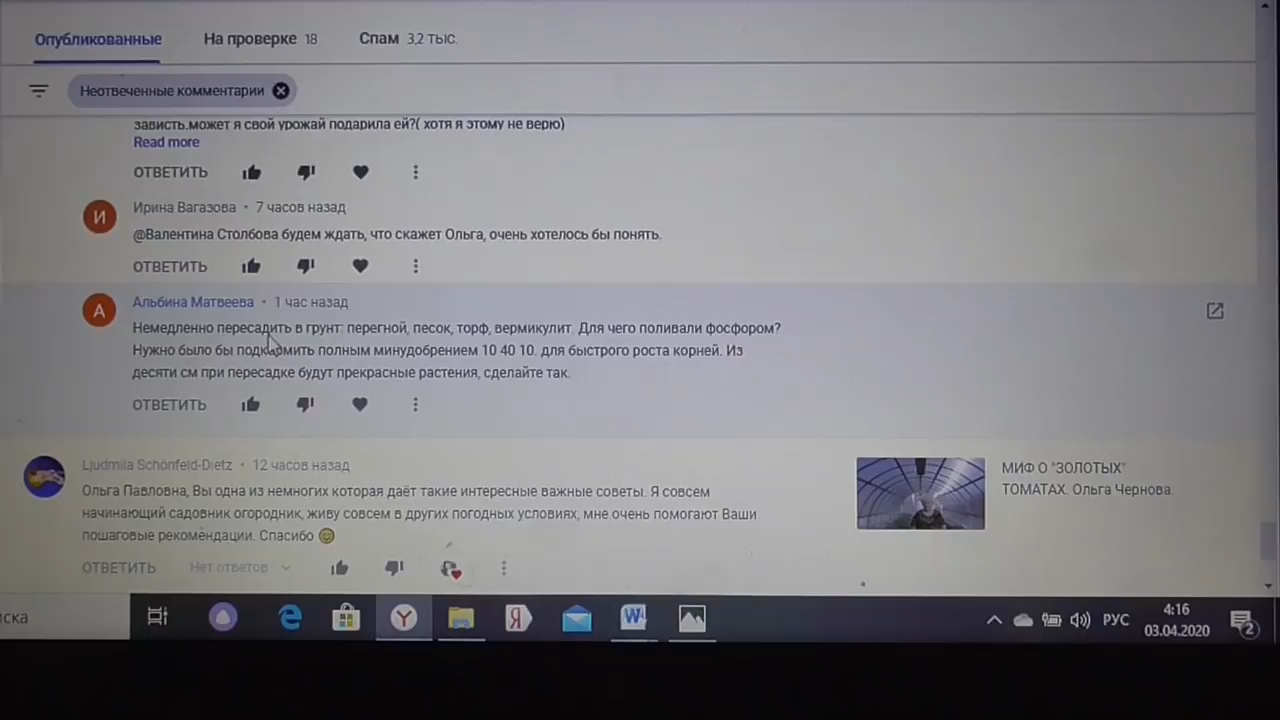 Опубликованные На проверке 18 Спам 3,2 тыс.
Неотвеченные комментарии
зависть.может я свой урожай подарила ей?( хотя я этому не верю)
Read more
ОТВЕТИТЬ
И Ирина Вагазова • 7 часов назад
@Валентина Столбова будем ждать, что скажет Ольга, очень хотелось бы понять.
ОТВЕТИТЬ
А Альбина Матвеева • 1 час назад
Немедленно пересадить в грунт: перегной, песок, торф, вермикулит. Для чего поливали фосфором?
Нужно было бы подкормить полным минудобрением 10 40 10. для быстрого роста корней. Из
десяти см при пересадке будут прекрасные растения, сделайте так.
ОТВЕТИТЬ
Ljudmila Schönfeld-Dietz • 12 часов назад
Ольга Павловна, Вы одна из немногих которая даёт такие интересные важные советы. Я совсем
начинающий садовник огородник, живу совсем в других погодных условиях, мне очень помогают Ваши
пошаговые рекомендации. Спасибо
МИФ О "ЗОЛОТЫХ"
ТОМАТАХ. Ольга Чернова.
ОТВЕТИТЬ Нет ответов
иска
Я
W
РУС
4:16
03.04.2020
2